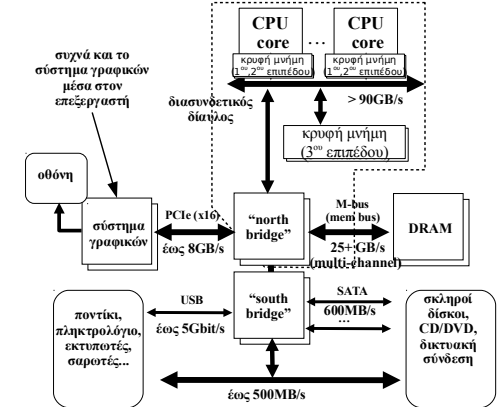 CPU
core
...
CPU
core
κρυφή μνήμη
(1ου,2ου επιπέδου)
κρυφή μνήμη
(1ου,2ου επιπέδου)
συχνά και το
σύστημα γραφικών
μέσα στον
επεξεργαστή
διασυνδετικός
δίαυλος
> 90GB/s
κρυφή μνήμη
(3ου επιπέδου)
οθόνη
σύστημα
γραφικών
PCIe (x16)
έως 8GB/s
“north
bridge”
M-bus
(mem bus)
25+ GB/s
(multi-channel)
DRAM
“south
bridge”
ποντίκι,
πληκτρολόγιο,
εκτυπωτές,
σαρωτές...
USB
έως 5Gbit/s
SATA
600MB/s
...
σκληροί
δίσκοι,
CD/DVD,
δικτυακή
σύνδεση
έως 500MB/s